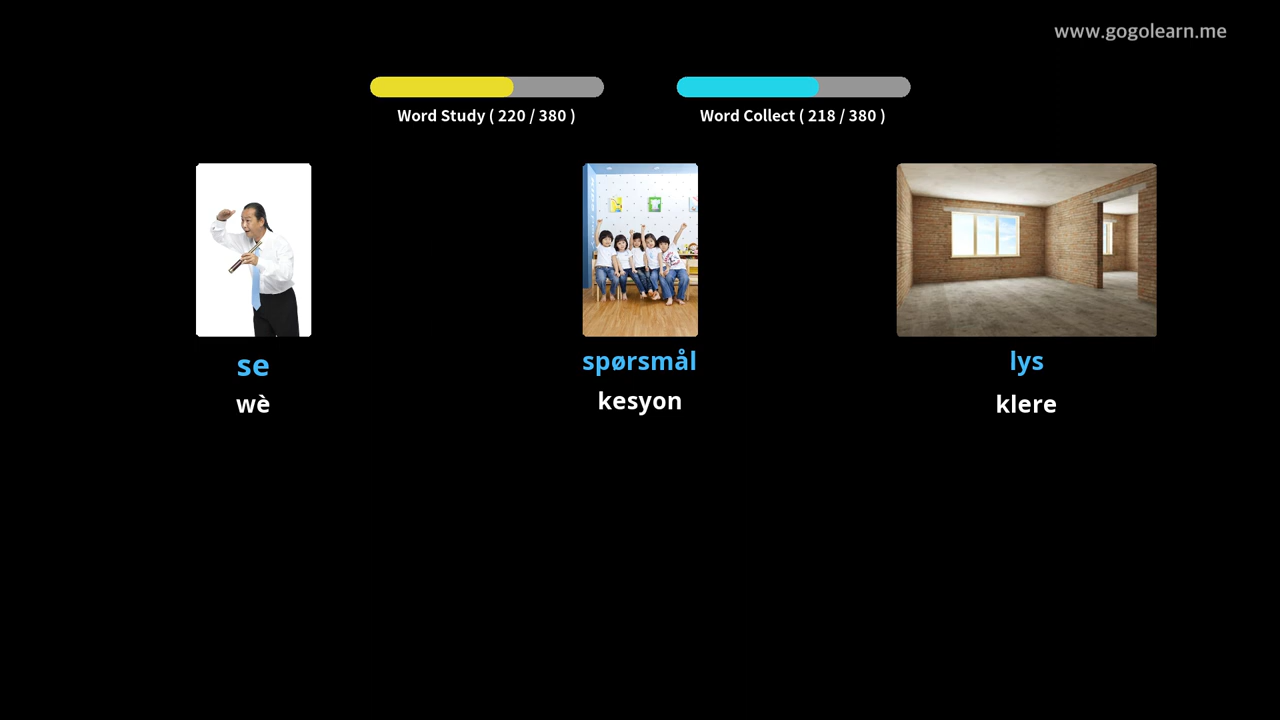 www.gogolearn.me
Word Study ( 220 / 380 )
Word Collect ( 218 / 380 )
se
wè
spørsmål
kesyon
lys
klere